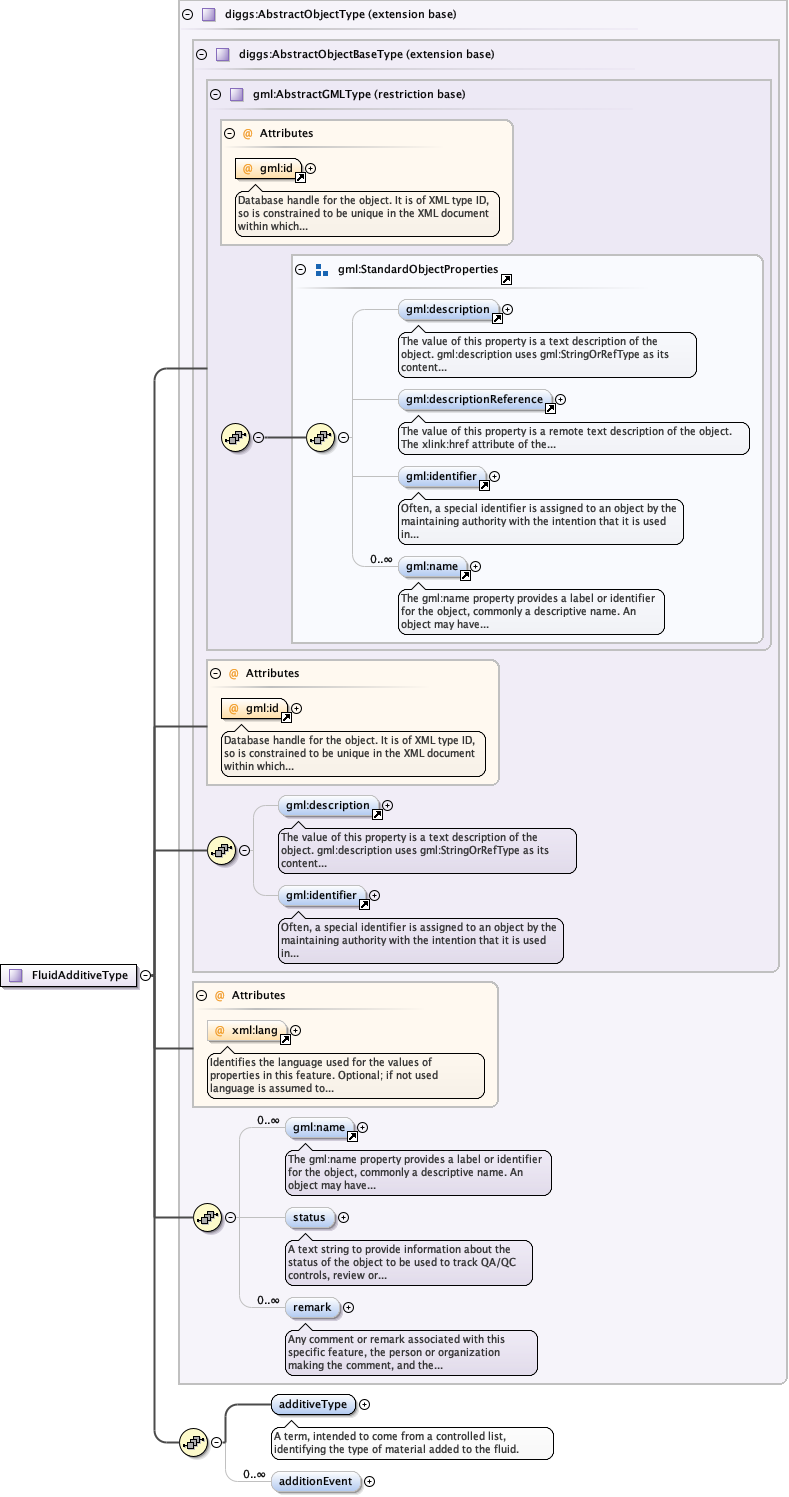 diggs:AbstractObjectType (extension base)
diggs:AbstractObjectBaseType (extension base)
gml:AbstractGMLType (restriction base)
@ Attributes
@ gml:id
Database handle for the object. It is of XML type ID,
so is constrained to be unique in the XML document
within which...
gml:StandardObjectProperties
gml:description
The value of this property is a text description of the
object. gml:description uses gml:StringOrRefType as its
content...
gml:descriptionReference
The value of this property is a remote text description of the object.
The xlink:href attribute of the...
gml:identifier
Often, a special identifier is assigned to an object by the
maintaining authority with the intention that it is used
in...
0..∞
gml:name
The gml:name property provides a label or identifier
for the object, commonly a descriptive name. An
object may have...
@ Attributes
@ gml:id
Database handle for the object. It is of XML type ID,
so is constrained to be unique in the XML document
within which...
gml:description
The value of this property is a text description of the
object. gml:description uses gml:StringOrRefType as its
content...
gml:identifier
Often, a special identifier is assigned to an object by the
maintaining authority with the intention that it is used
in...
FluidAdditiveType
@ Attributes
@ xml:lang
Identifies the language used for the values of
properties in this feature. Optional; if not used
language is assumed to...
0..∞
gml:name
The gml:name property provides a label or identifier
for the object, commonly a descriptive name. An
object may have...
status
A text string to provide information about the
status of the object to be used to track QA/QC
controls, review or...
0..∞
remark
Any comment or remark associated with this
specific feature, the person or organization
making the comment, and the...
additiveType
A term, intended to come from a controlled list,
identifying the type of material added to the fluid.
0..∞
additionEvent